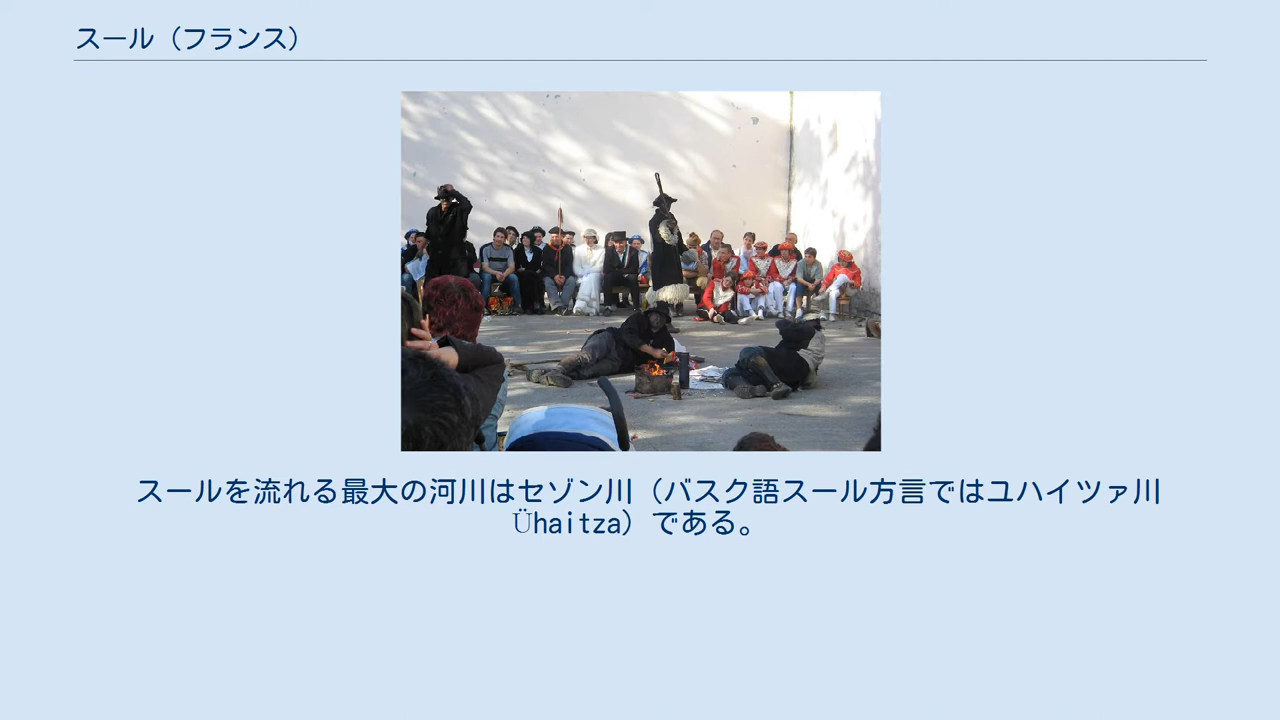 スール（フランス）
スールを流れる最大の河川はセゾン川（バスク語スール方言ではユハイツァ川
Ühaitza）である。